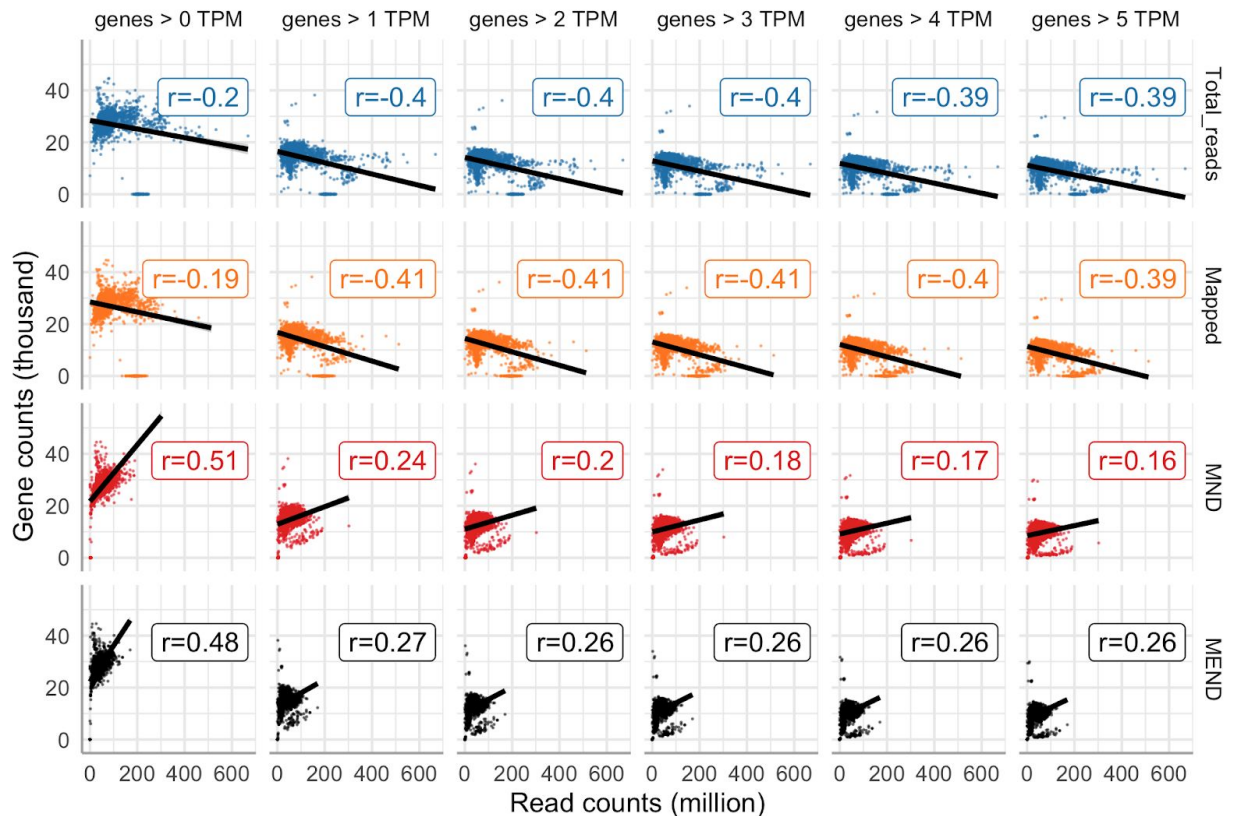 genes > 0 TPM genes > 1 TPM genes > 2 TPM genes > 3 TPM genes > 4 TPM genes > 5 TPM
Gene counts (thousand)
40
20
0
r=-0.2 r=-0.4 r=-0.4 r=-0.4 r=-0.39 r=-0.39
Total_reads
40
20
0
r=-0.19 r=-0.41 r=-0.41 r=-0.41 r=-0.4 r=-0.39
Mapped
40
20
0
r=0.51 r=0.24 r=0.2 r=0.18 r=0.17 r=0.16
MND
40
20
0
r=0.48 r=0.27 r=0.26 r=0.26 r=0.26 r=0.26
MEND
0 200 400 600 0 200 400 600 0 200 400 600 0 200 400 600 0 200 400 600 0 200 400 600
Read counts (million)